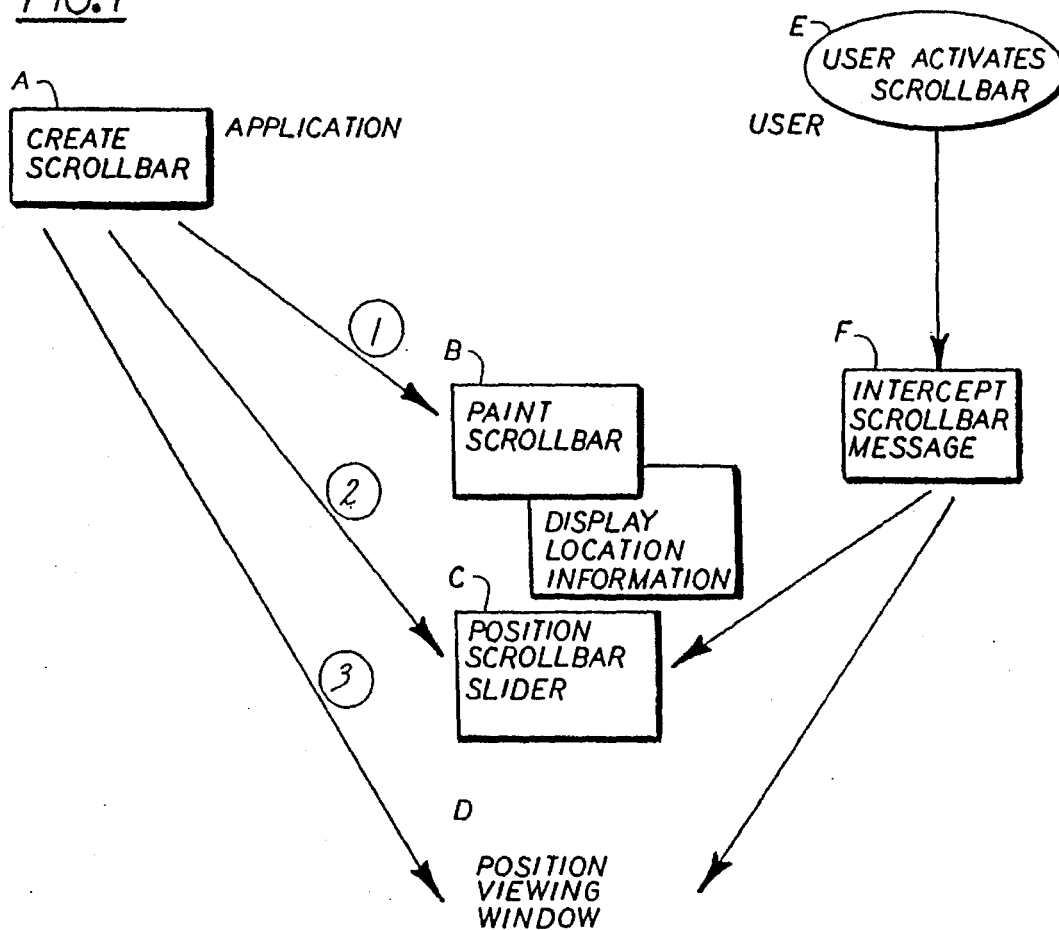 FIG.1
E
USER ACTIVATES
SCROLLBAR
A
CREATE
SCROLLBAR
APPLICATION
USER
1
B
PAINT
SCROLLBAR
F
INTERCEPT
SCROLLBAR
MESSAGE
2
DISPLAY
LOCATION
INFORMATION
C
POSITION
SCROLLBAR
SLIDER
3
D
POSITION
VIEWING
WINDOW